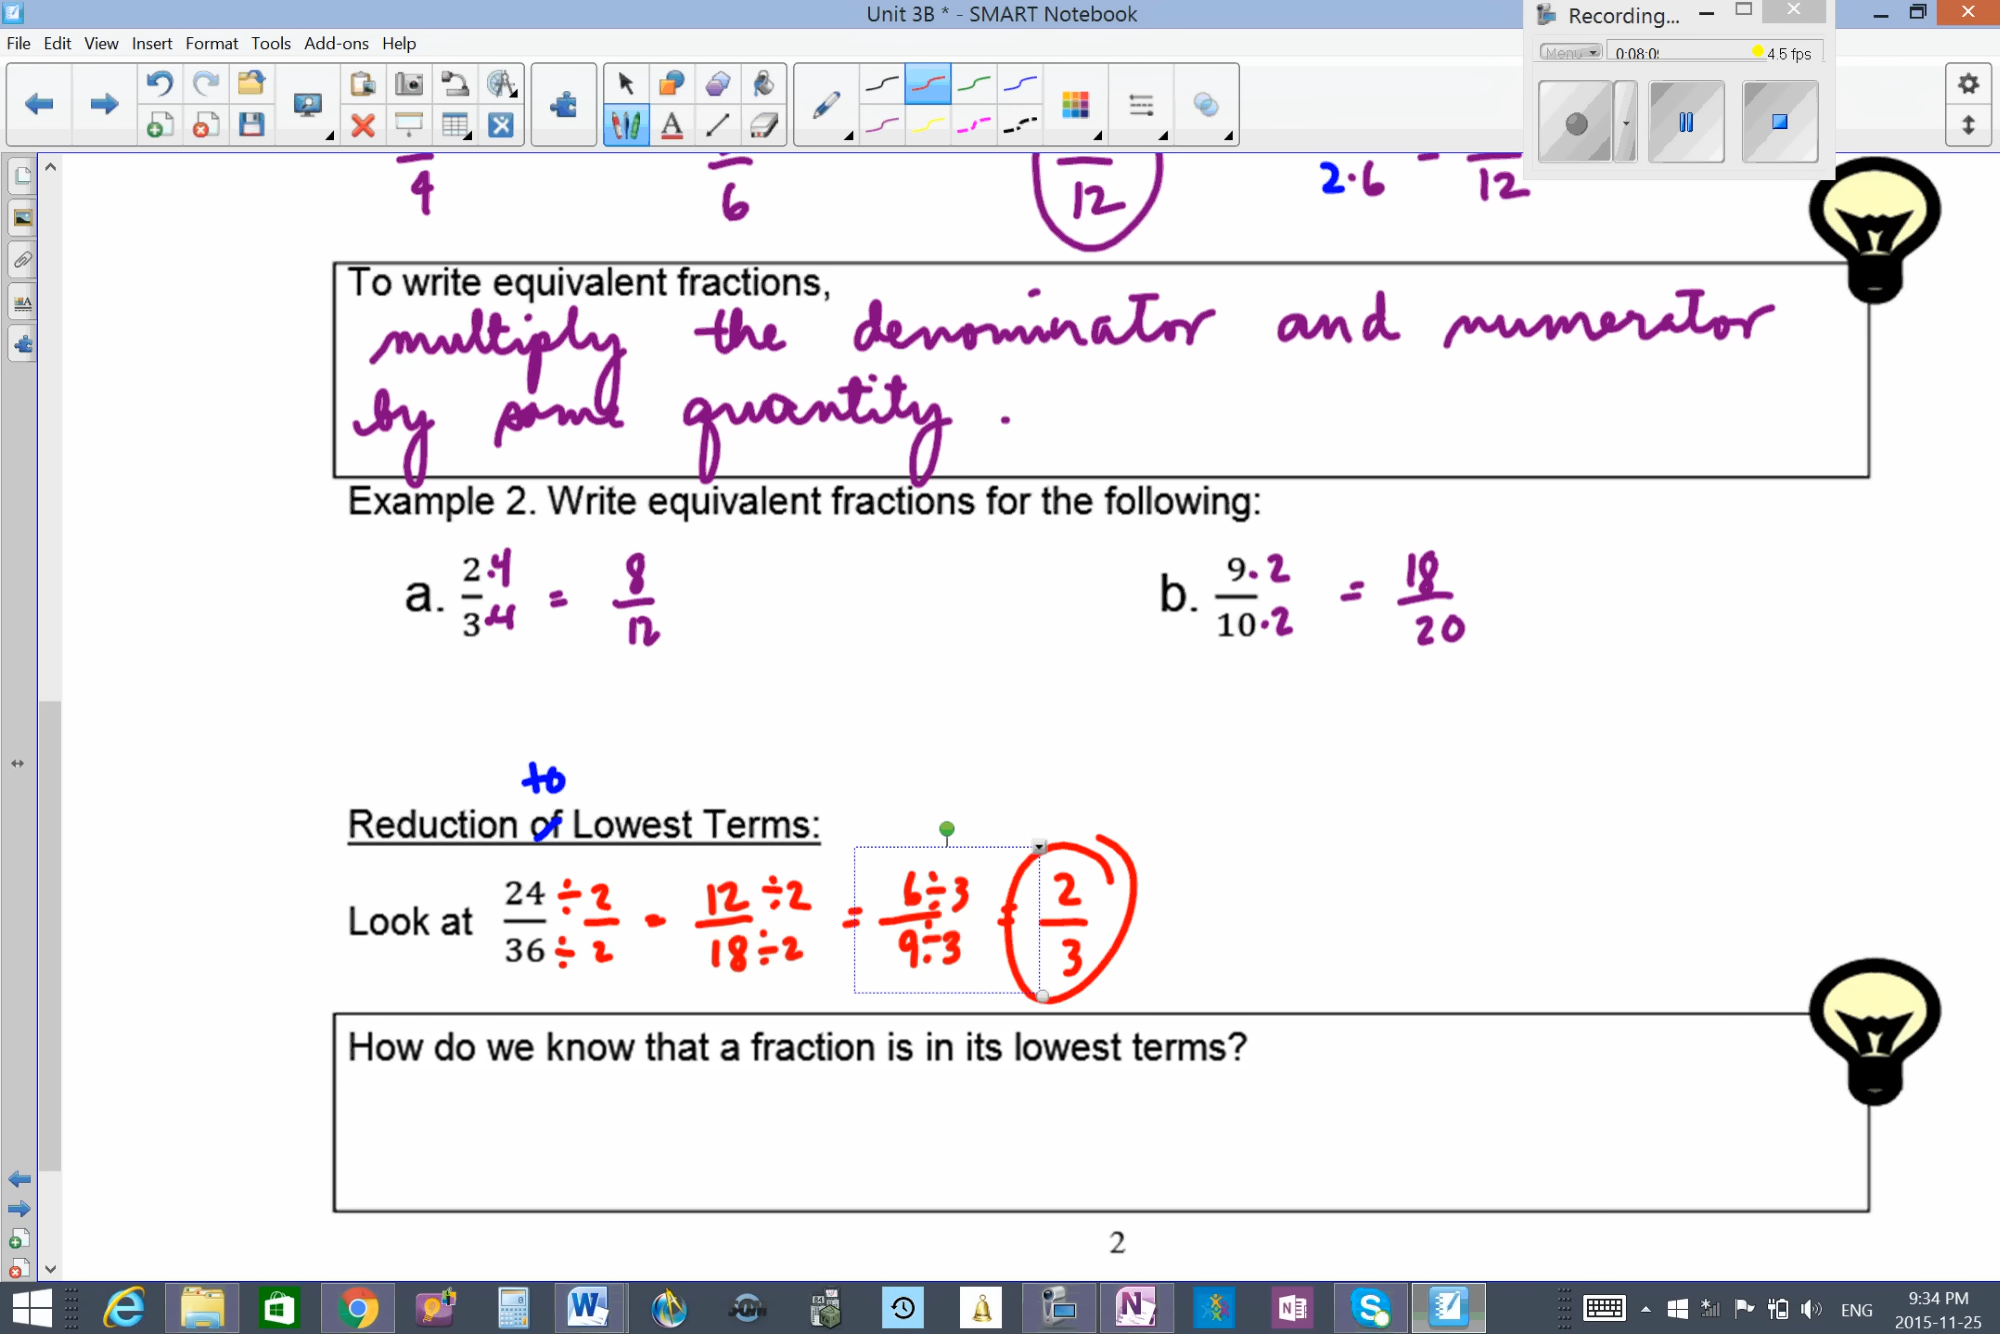 Unit 3B * - SMART Notebook
Recording...
File Edit View Insert Format Tools Add-ons Help
Menu 0:08:0 4.5 fps
4 6 12 2·6 = 12
To write equivalent fractions,
multiply the denominator and numerator
by same quantity.
Example 2. Write equivalent fractions for the following:
a. 2·4/3·4 = 8/12 b. 9·2/10·2 = 18/20
to
Reduction of Lowest Terms:
Look at 24÷2/36÷2 = 12÷2/18÷2 = 6÷3/9÷3 = 2/3
How do we know that a fraction is in its lowest terms?
2
ENG 9:34 PM
2015-11-25